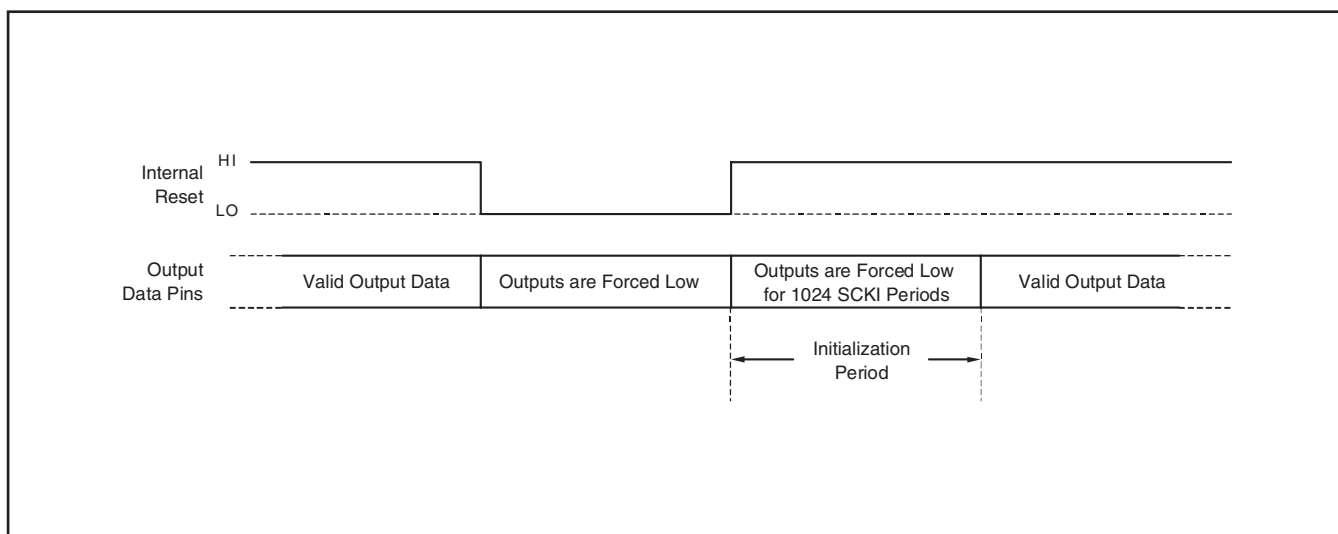 Internal
Reset
HI
LO
Output
Data Pins
Valid Output Data
Outputs are Forced Low
Outputs are Forced Low
for 1024 SCKI Periods
Valid Output Data
Initialization
Period